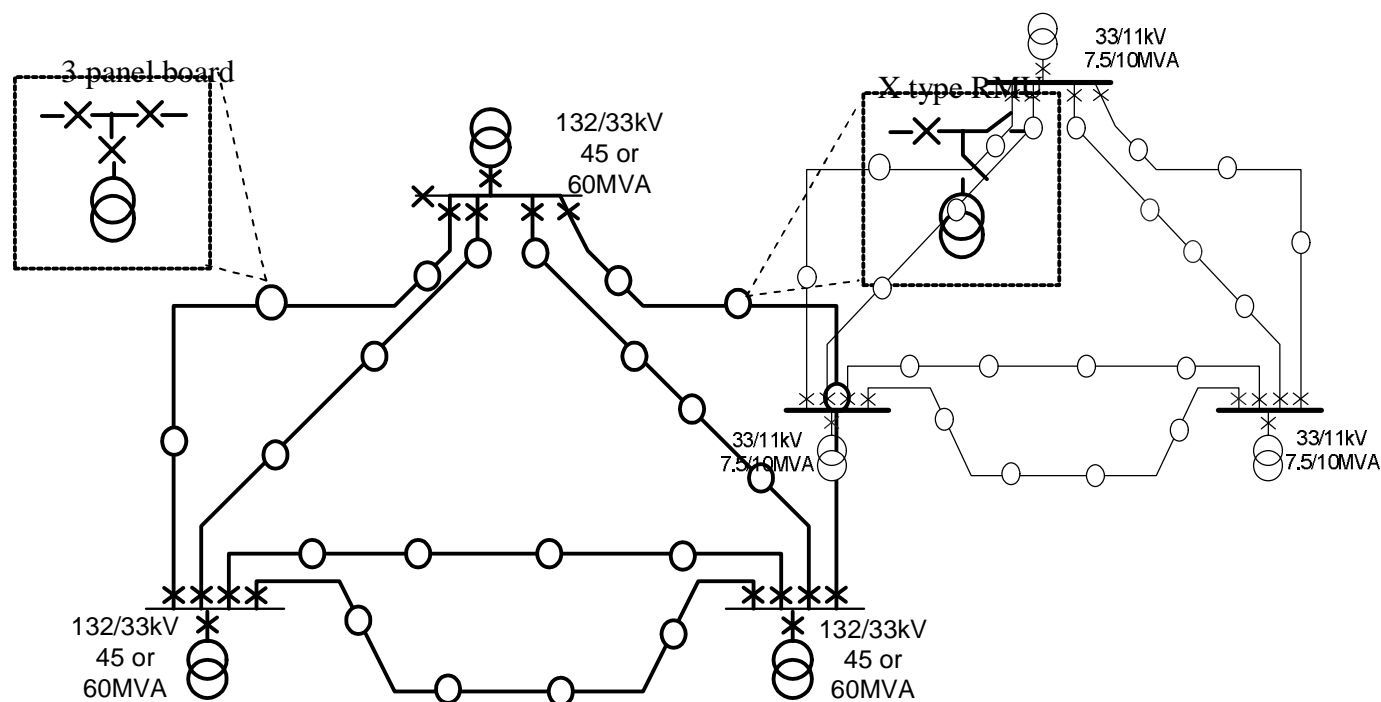 3 panel board
X type RMU
33/11kV
7.5/10MVA
132/33kV
45 or
60MVA
33/11kV
7.5/10MVA
33/11kV
7.5/10MVA
132/33kV
45 or
60MVA
132/33kV
45 or
60MVA